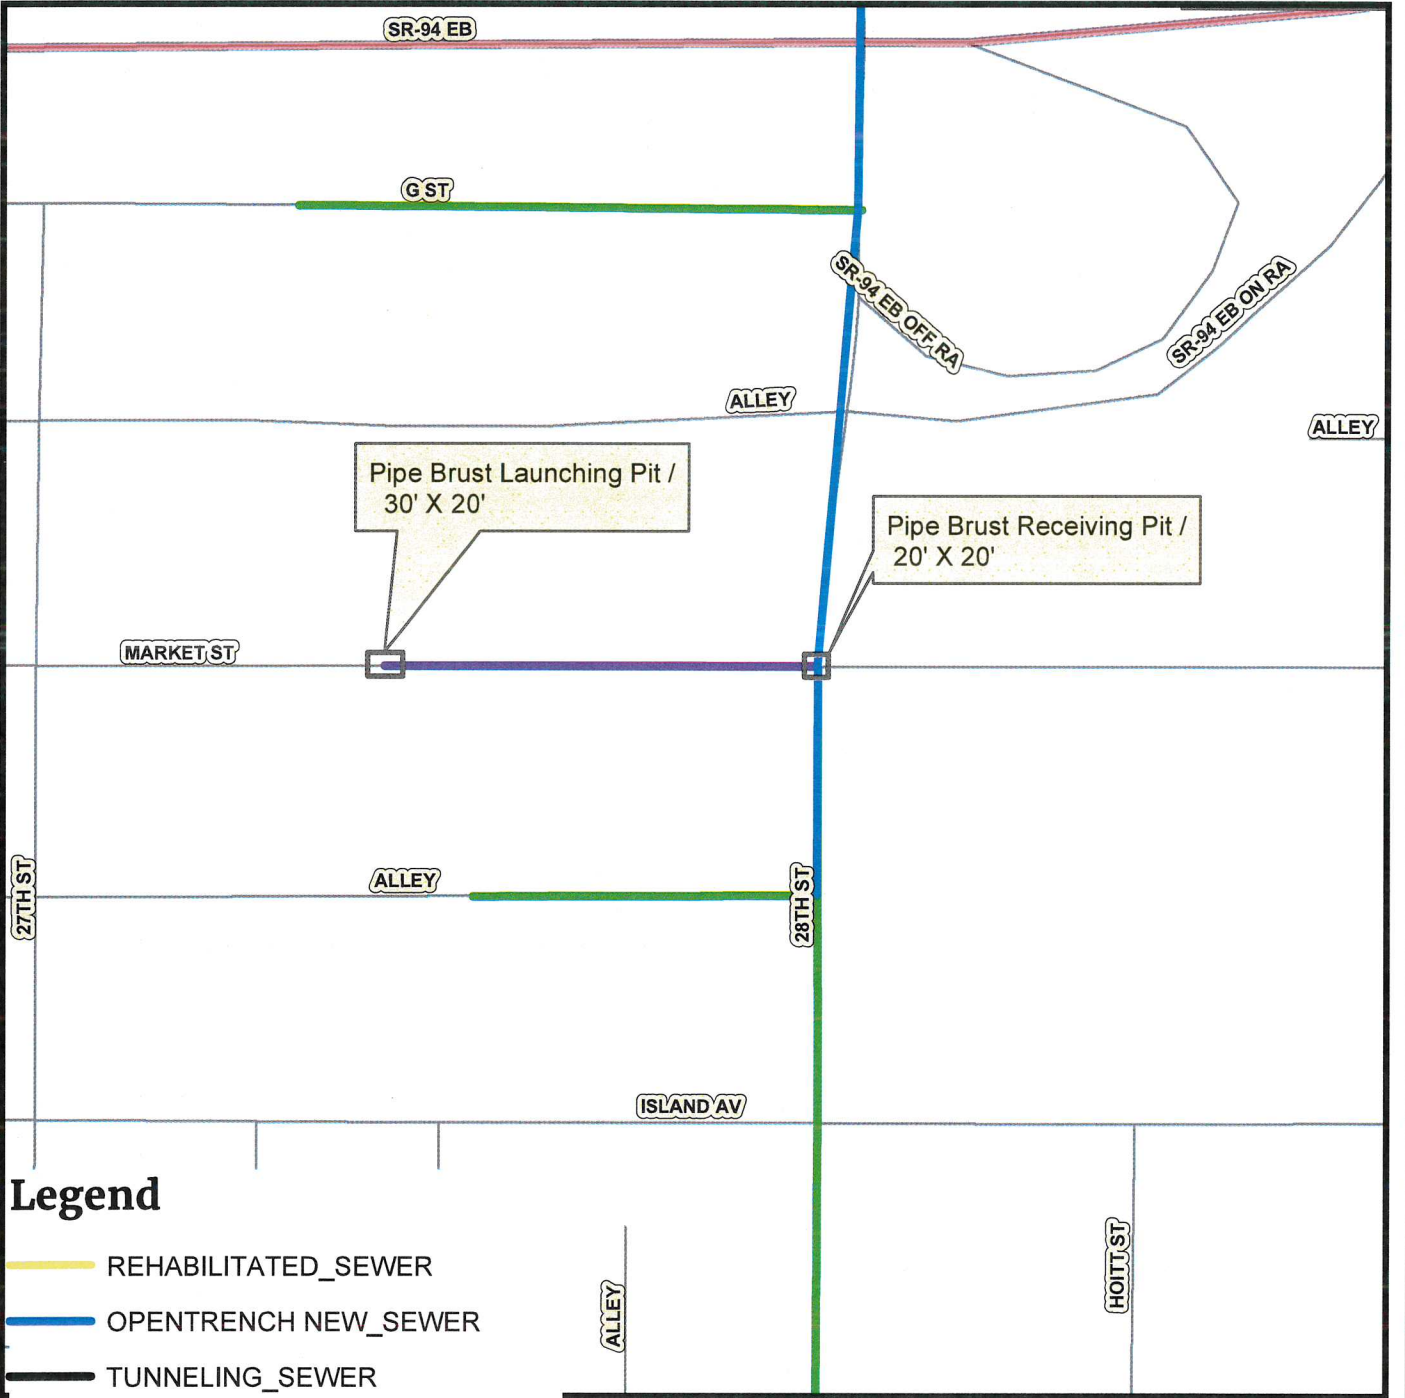 SR-94 EB
G ST
SR-94 EB OFF RA
SR-94 EB ON RA
ALLEY
ALLEY
Pipe Brust Launching Pit /
30' X 20'
Pipe Brust Receiving Pit /
20' X 20'
MARKET ST
27TH ST
ALLEY
28TH ST
ISLAND AV
Legend
REHABILITATED_SEWER
OPENTRENCH NEW_SEWER
TUNNELING_SEWER
ALLEY
HOITT ST